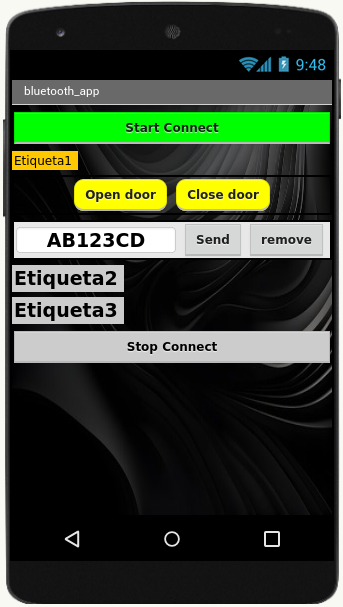 9:48
bluetooth_app
Start Connect
Etiqueta1
Open door Close door
AB123CD Send remove
Etiqueta2
Etiqueta3
Stop Connect